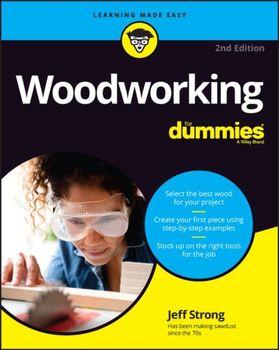 LEARNING MADE EASY
2nd Edition
Woodworking
for
dummies
A Wiley Brand
Select the best wood
for your project
Create your first piece using
step-by-step examples
Stock up on the right tools
for the job
Jeff Strong
Has been making sawdust
since the 70s